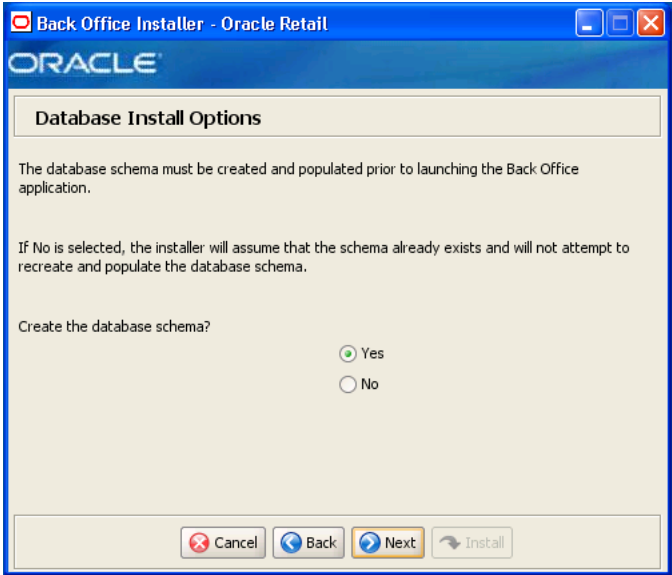 Back Office Installer - Oracle Retail
ORACLE
Database Install Options
The database schema must be created and populated prior to launching the Back Office
application.
If No is selected, the installer will assume that the schema already exists and will not attempt to
recreate and populate the database schema.
Create the database schema?
Yes
No
Cancel Back Next Install